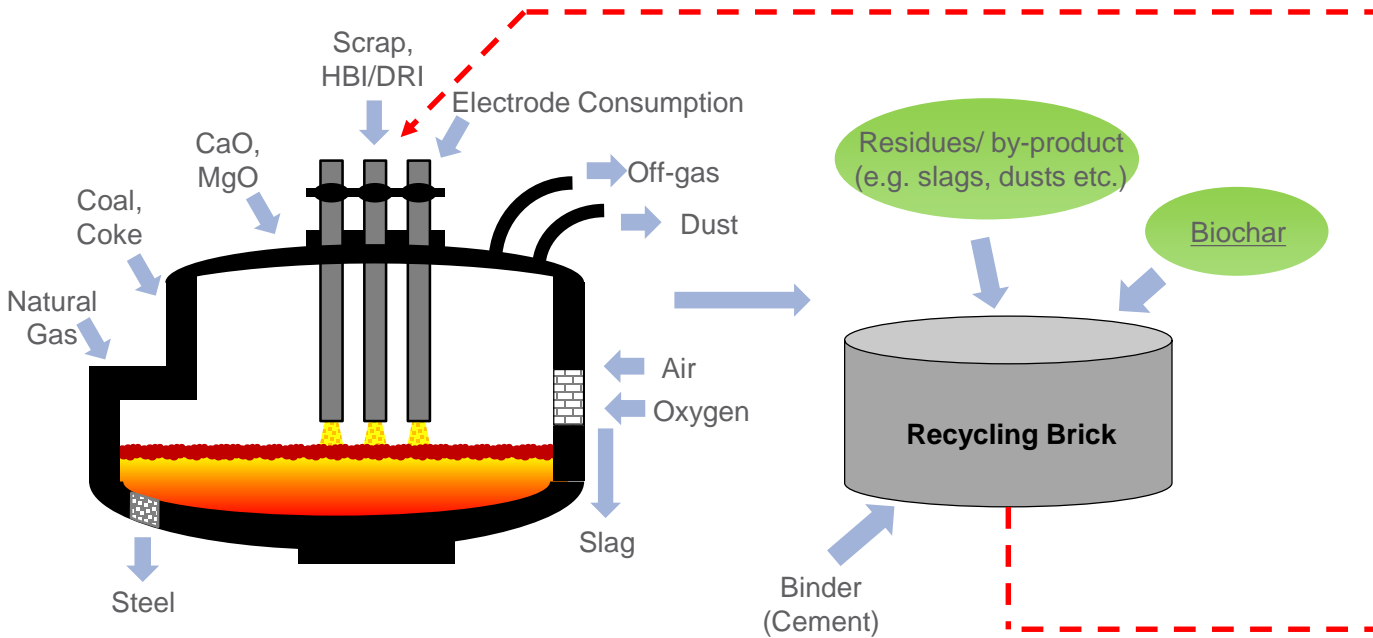 Scrap,
HBI/DRI
Electrode Consumption
CaO,
MgO
Coal,
Coke
Natural
Gas
Off-gas
Dust
Air
Oxygen
Slag
Steel
Residues/ by-product
(e.g. slags, dusts etc.)
Biochar
Recycling Brick
Binder
(Cement)